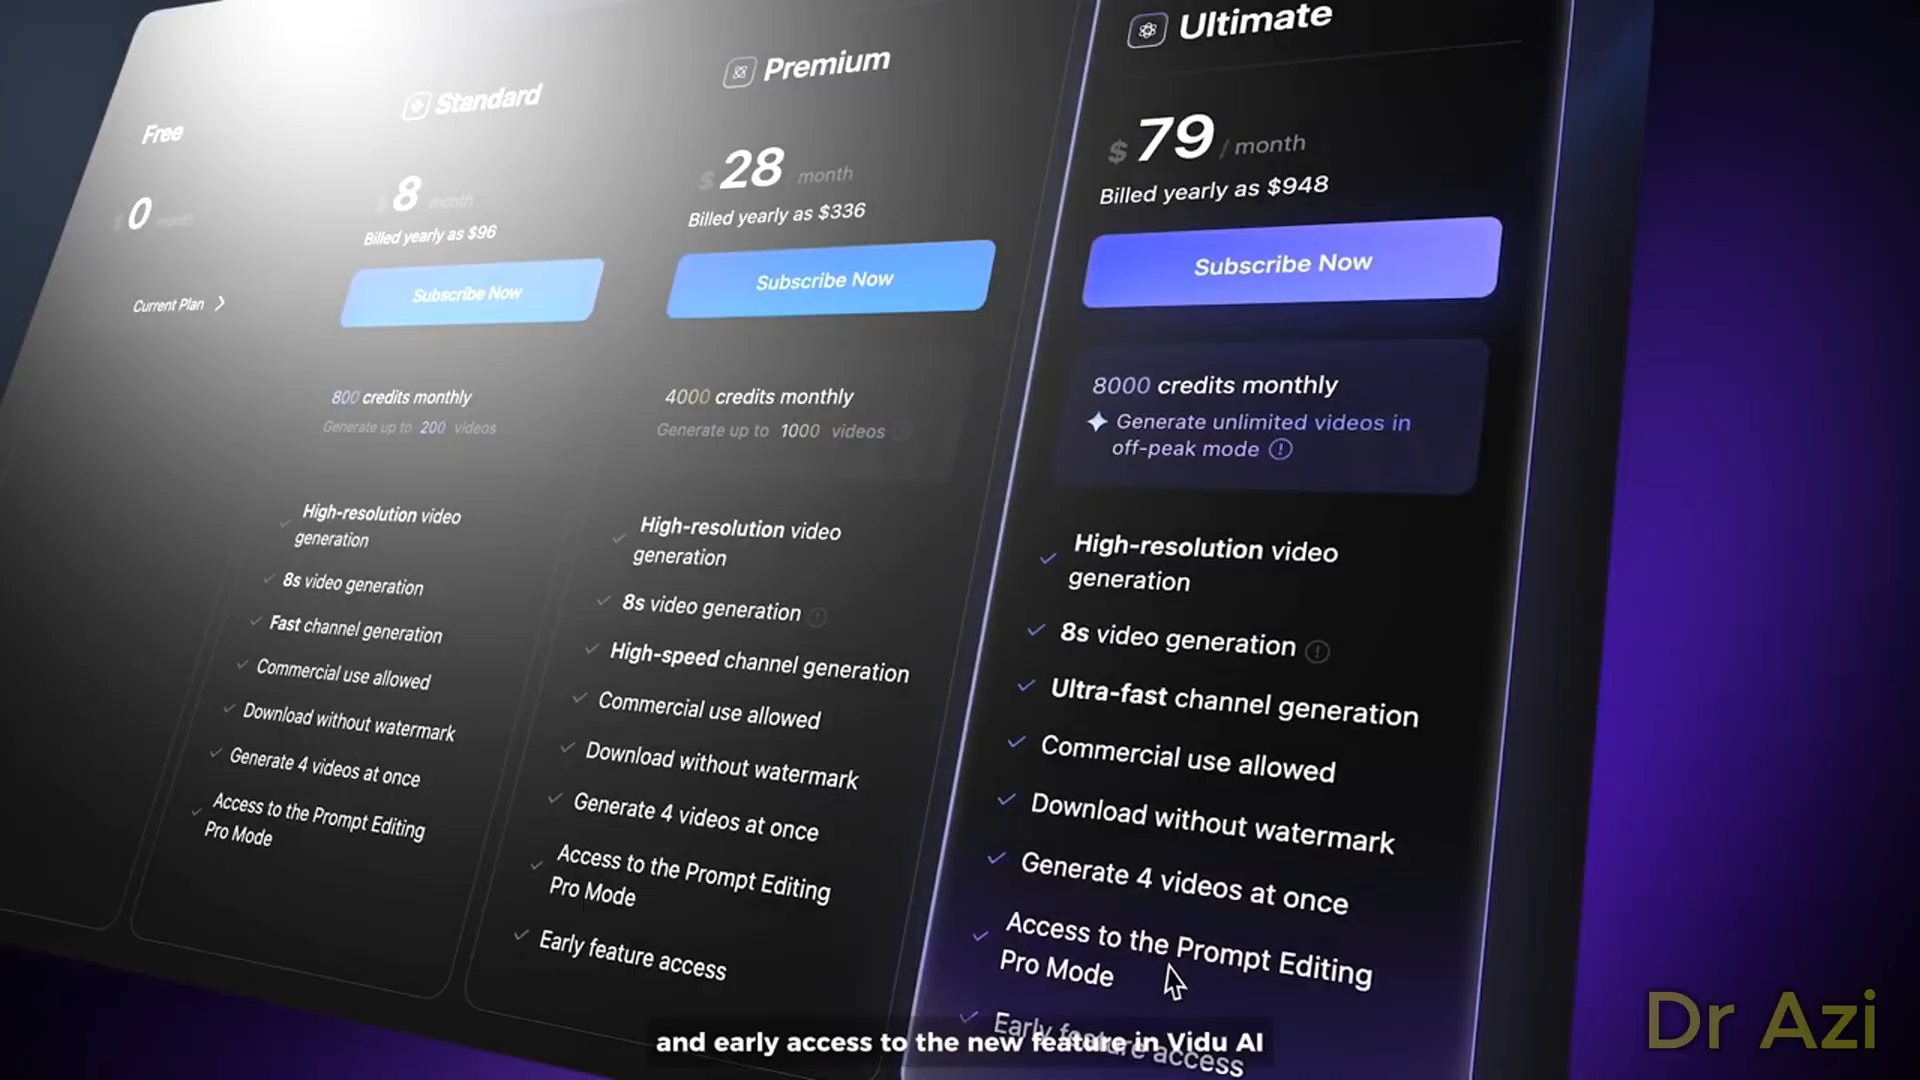 Free
$ 0 month
Current Plan
Standard
$ 8 month
Billed yearly as $96
Subscribe Now
800 credits monthly
Generate up to 200 videos
High-resolution video
generation
8s video generation
Fast channel generation
Commercial use allowed
Download without watermark
Generate 4 videos at once
Access to the Prompt Editing
Pro Mode
Premium
$ 28 month
Billed yearly as $336
Subscribe Now
4000 credits monthly
Generate up to 1000 videos
High-resolution video
generation
8s video generation
High-speed channel generation
Commercial use allowed
Download without watermark
Generate 4 videos at once
Access to the Prompt Editing
Pro Mode
Early feature access
Ultimate
$ 79 / month
Billed yearly as $948
Subscribe Now
8000 credits monthly
Generate unlimited videos in
off-peak mode
High-resolution video
generation
8s video generation
Ultra-fast channel generation
Commercial use allowed
Download without watermark
Generate 4 videos at once
Access to the Prompt Editing
Pro Mode
Early feature access
and early access to the new feature in Vidu AI
Dr Azi